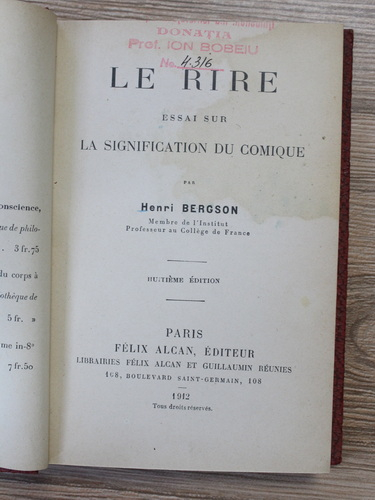 DONATIA
Prof. ION BOBEIU
No. 4.316
LE RIRE
ESSAI SUR
LA SIGNIFICATION DU COMIQUE
PAR
Henri BERGSON
Membre de l'Institut
Professeur au Collège de France
HUITIÈME ÉDITION
PARIS
FÉLIX ALCAN, ÉDITEUR
LIBRAIRIES FÉLIX ALCAN ET GUILLAUMIN RÉUNIES
108, BOULEVARD SAINT-GERMAIN, 108
1912
Tous droits réservés.
onscience,
ue de philo-
. 3 fr. 75
du corps à
othèque de
5 fr. »
me in-8°
7 fr. 50